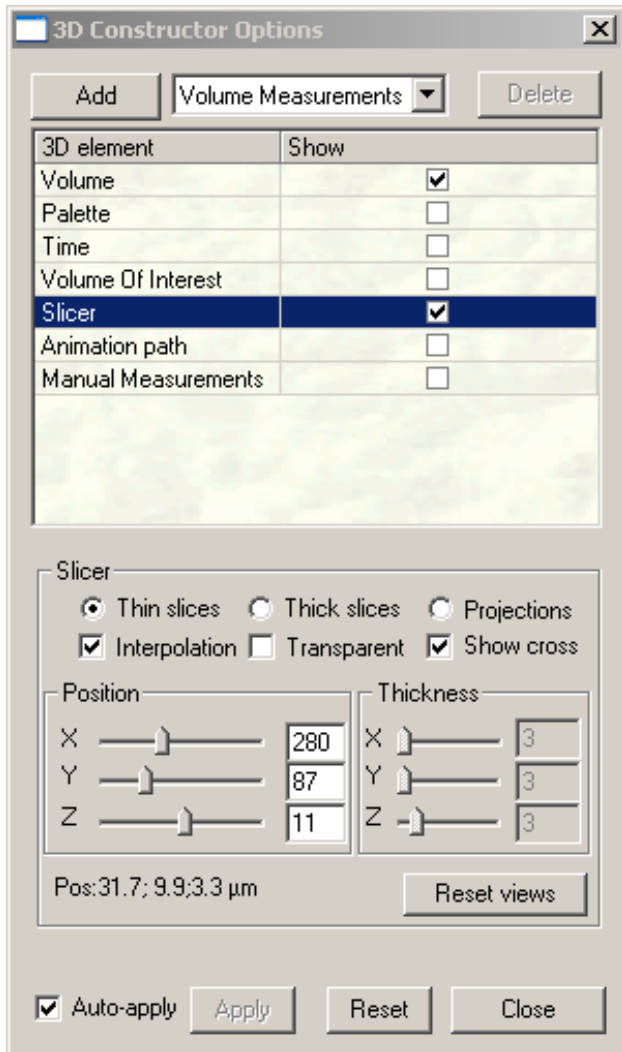 3D Constructor Options
Add Volume Measurements Delete
3D element Show
Volume
Palette
Time
Volume Of Interest
Slicer
Animation path
Manual Measurements
Slicer
Thin slices Thick slices Projections
Interpolation Transparent Show cross
Position Thickness
X 280 X 3
Y 87 Y 3
Z 11 Z 3
Pos:31.7; 9.9;3.3 µm Reset views
Auto-apply Apply Reset Close